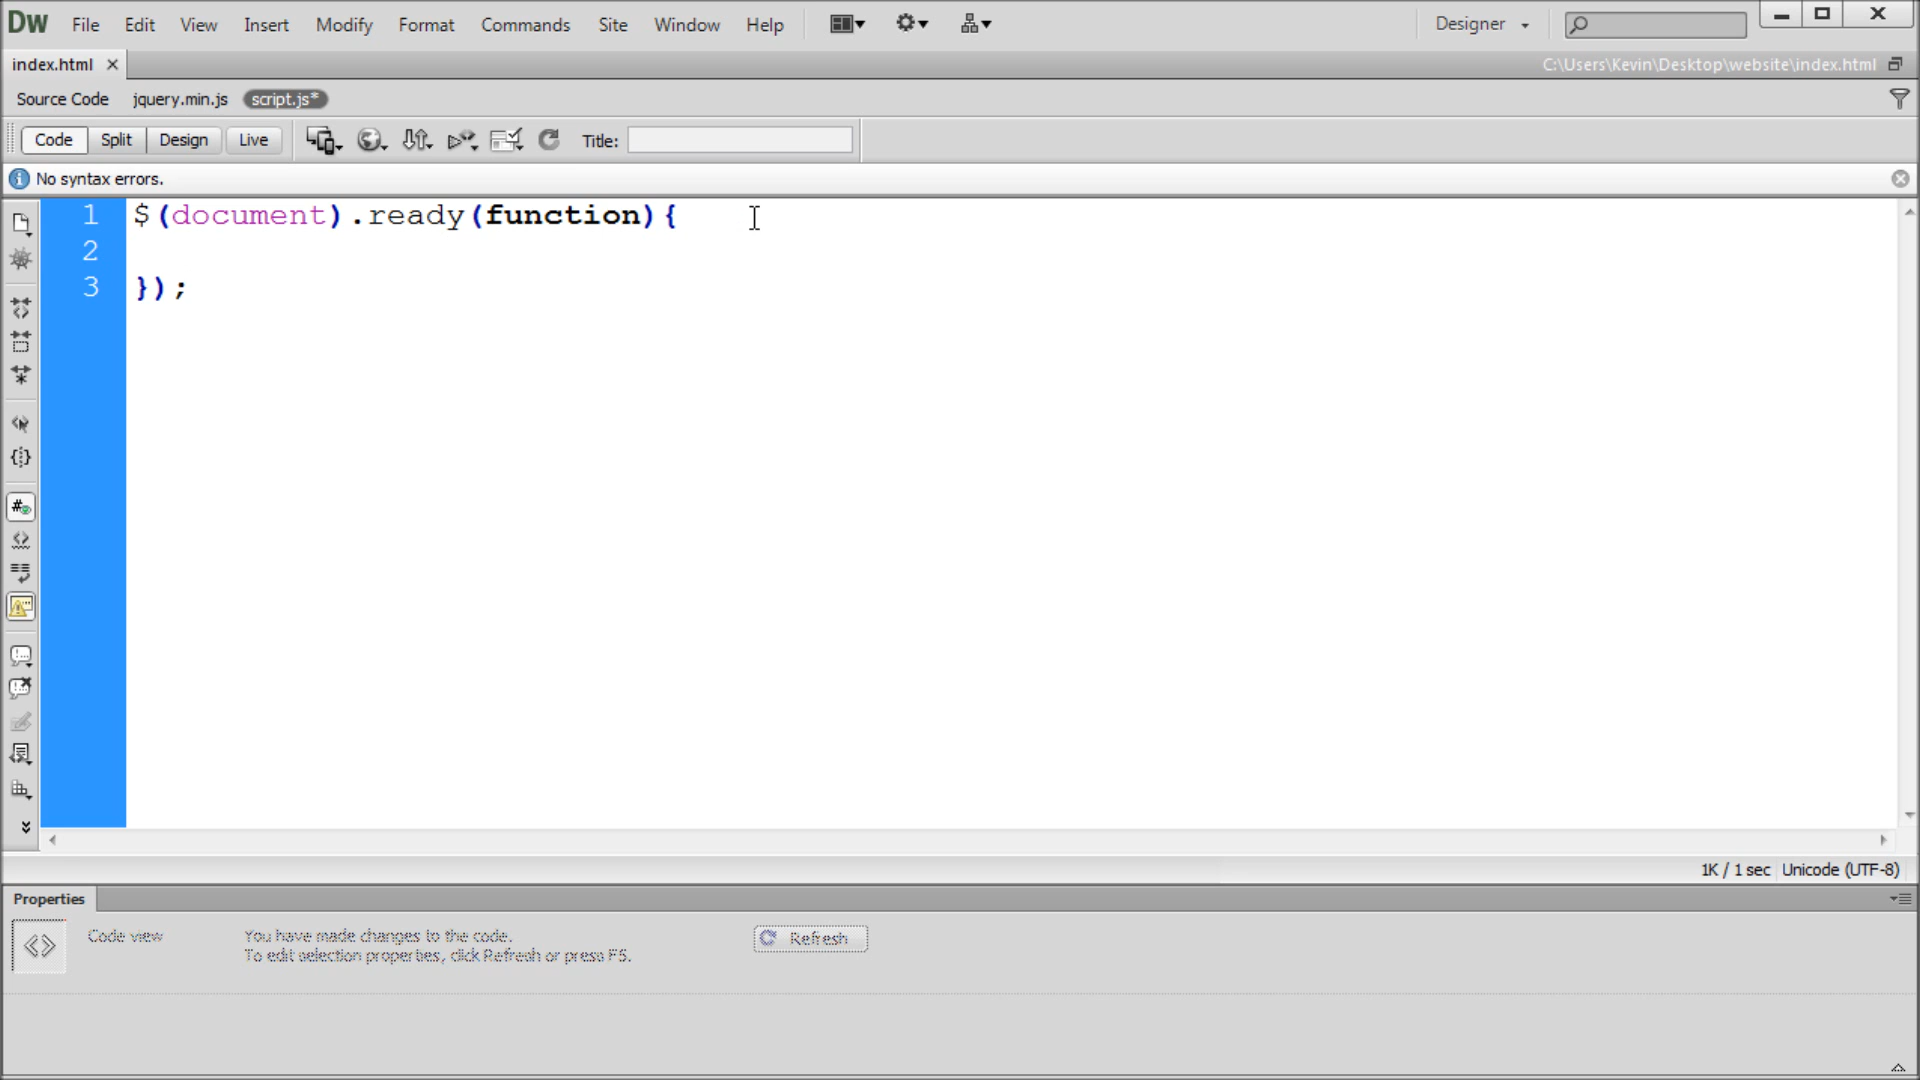 DW File Edit View Insert Modify Format Commands Site Window Help Designer
index.html C:\Users\Kevin\Desktop\website\index.html
Source Code jquery.min.js script.js*
Code Split Design Live Title:
No syntax errors.
1 $(document).ready(function){
2
3 });
1K / 1 sec Unicode (UTF-8)
Properties
Code view You have made changes to the code. Refresh
To edit selection properties, click Refresh or press F5.